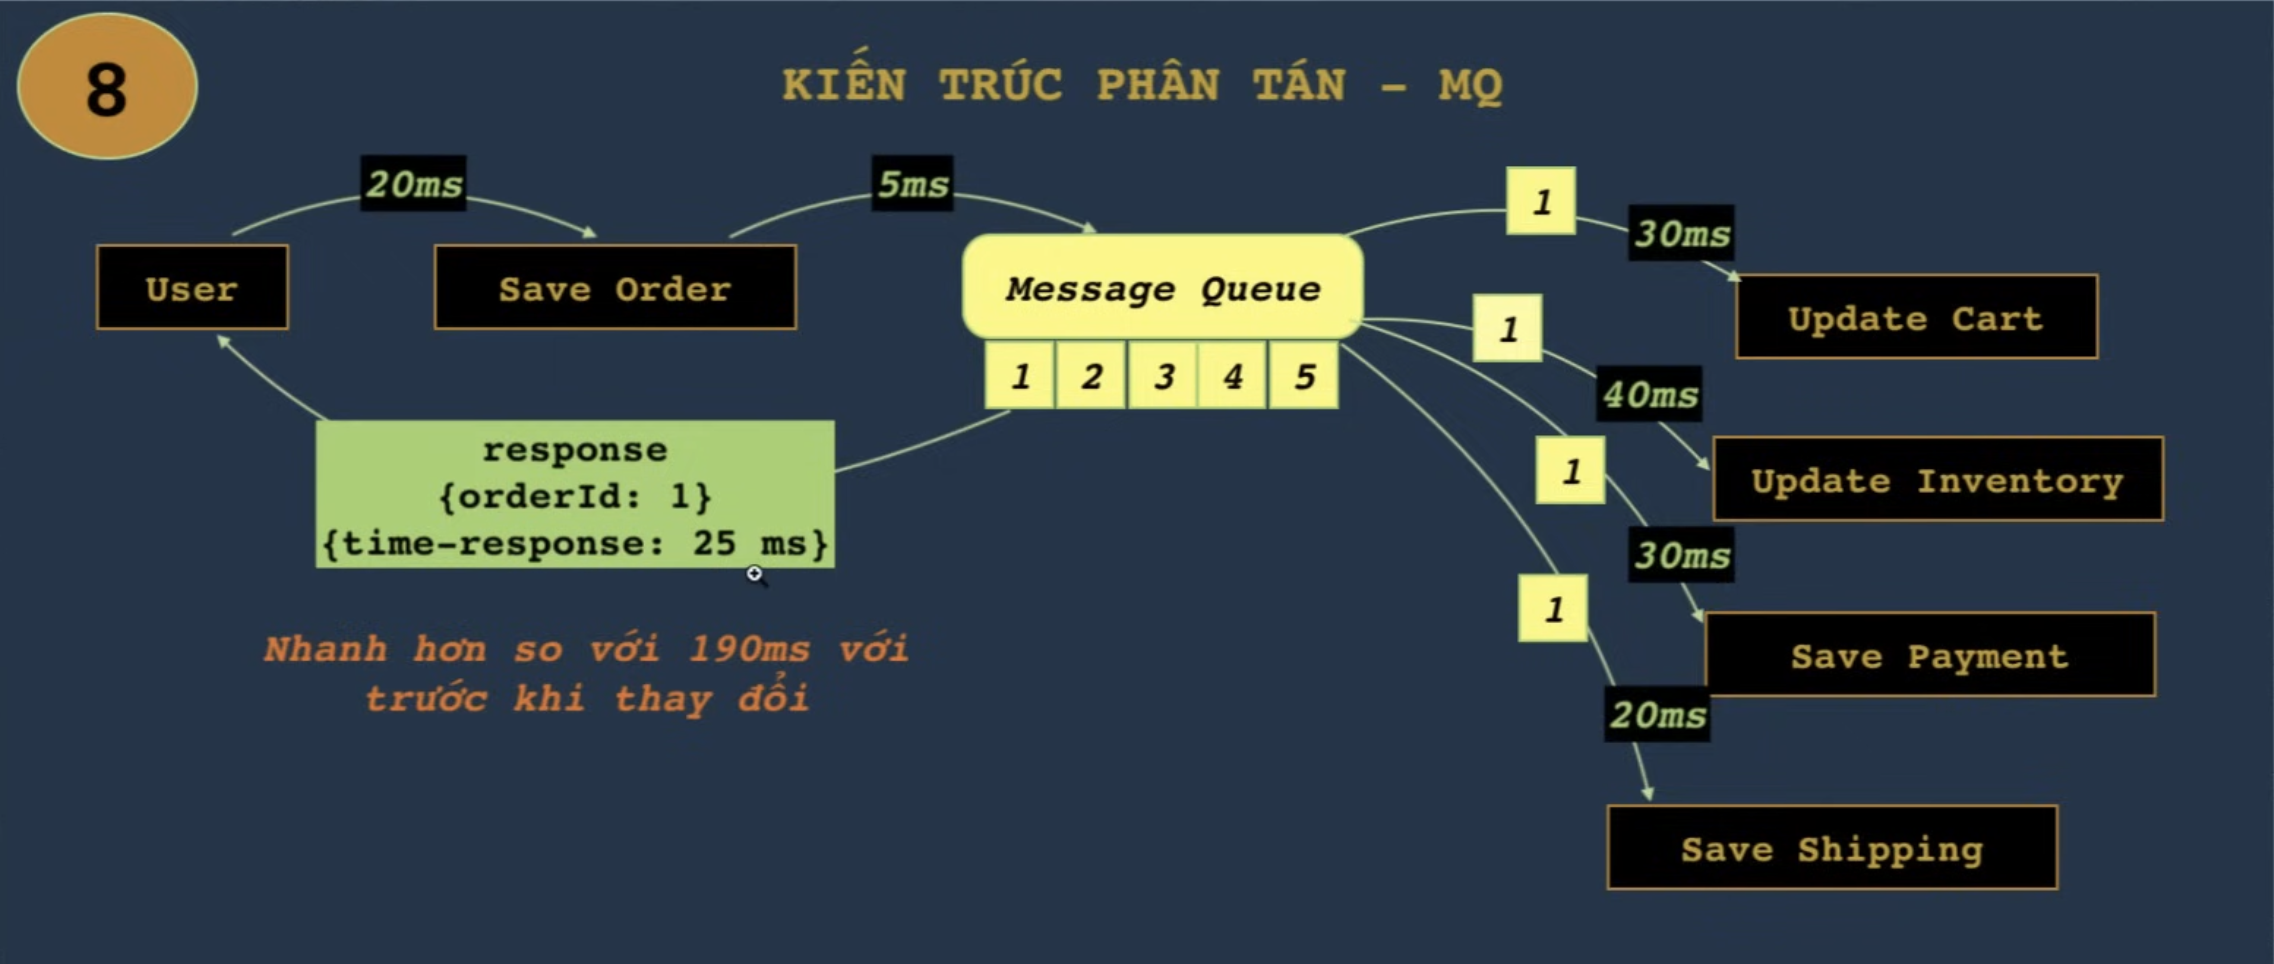 8
KIẾN TRÚC PHÂN TÁN - MQ
20ms
5ms
User
Save Order
Message Queue
1 2 3 4 5
1
30ms
Update Cart
1
40ms
Update Inventory
1
30ms
Save Payment
1
20ms
Save Shipping
response
{orderId: 1}
{time-response: 25 ms}
Nhanh hơn so với 190ms với
trước khi thay đổi